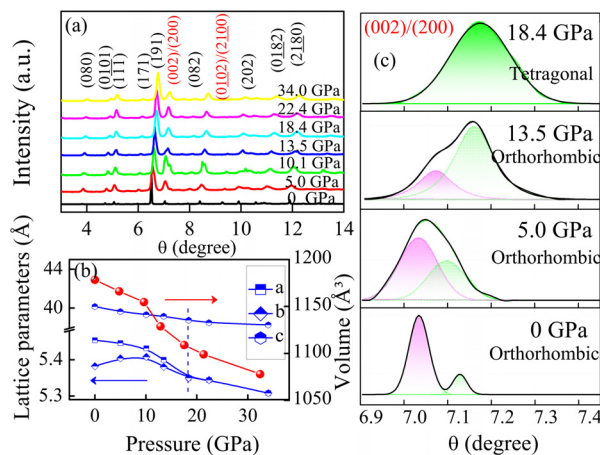 (a)
(080)
(0101)
(111)
(171)
(191)
(002)/(200)
(082)
(0102)/(2100)
(202)
(0182)
(2180)
34.0 GPa
22.4 GPa
18.4 GPa
13.5 GPa
10.1 GPa
5.0 GPa
0 GPa
Intensity (a.u.)
4 6 8 10 12 14
θ (degree)
(b)
Lattice parameters (Å)
44
40
5.4
5.3
a
b
c
1200
1150
1100
1050
Volume (Å³)
0 10 20 30 40
Pressure (GPa)
(002)/(200)
(c)
18.4 GPa
Tetragonal
13.5 GPa
Orthorhombic
5.0 GPa
Orthorhombic
0 GPa
Orthorhombic
6.9 7.0 7.1 7.2 7.3 7.4
θ (degree)